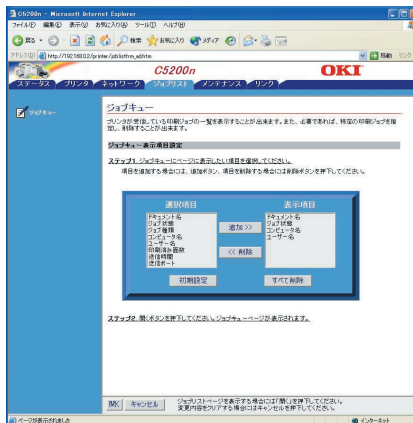 C5200n - Microsoft Internet Explorer
ファイル(F) 編集(E) 表示(V) お気に入り(A) ツール(T) ヘルプ(H)
戻る 検索 お気に入り メディア
アドレス(D) http://192.168.0.2/printer/joblistfrm_ad.htm 移動 リンク
C5200n OKI
ステータス プリンタ ネットワーク ジョブリスト メンテナンス リンク
ジョブキュー
ジョブキュー
プリンタが受信している印刷ジョブの一覧を表示することが出来ます。また、必要であれば、特定の印刷ジョブを指定し、削除することが出来ます。
ジョブキュー表示項目設定
ステップ1. ジョブキューにページに表示したい項目を選択してください。
項目を追加する場合には、追加ボタン、項目を削除する場合には削除ボタンを押下してください。
選択項目 表示項目
ドキュメント名
ジョブ状態
ジョブ種類
コンピュータ名
ユーザー名
印刷済み面数
送信時間
送信ポート
追加 >>
<< 削除
ドキュメント名
ジョブ状態
コンピュータ名
ユーザー名
初期設定 すべて削除
ステップ2. 開くボタンを押下してください。ジョブキューページが表示されます。
開く キャンセル
ジョブリストページを表示する場合には「開く」を押下してください。
変更内容をクリアする場合にはキャンセルを押下してください。
ページが表示されました インターネット